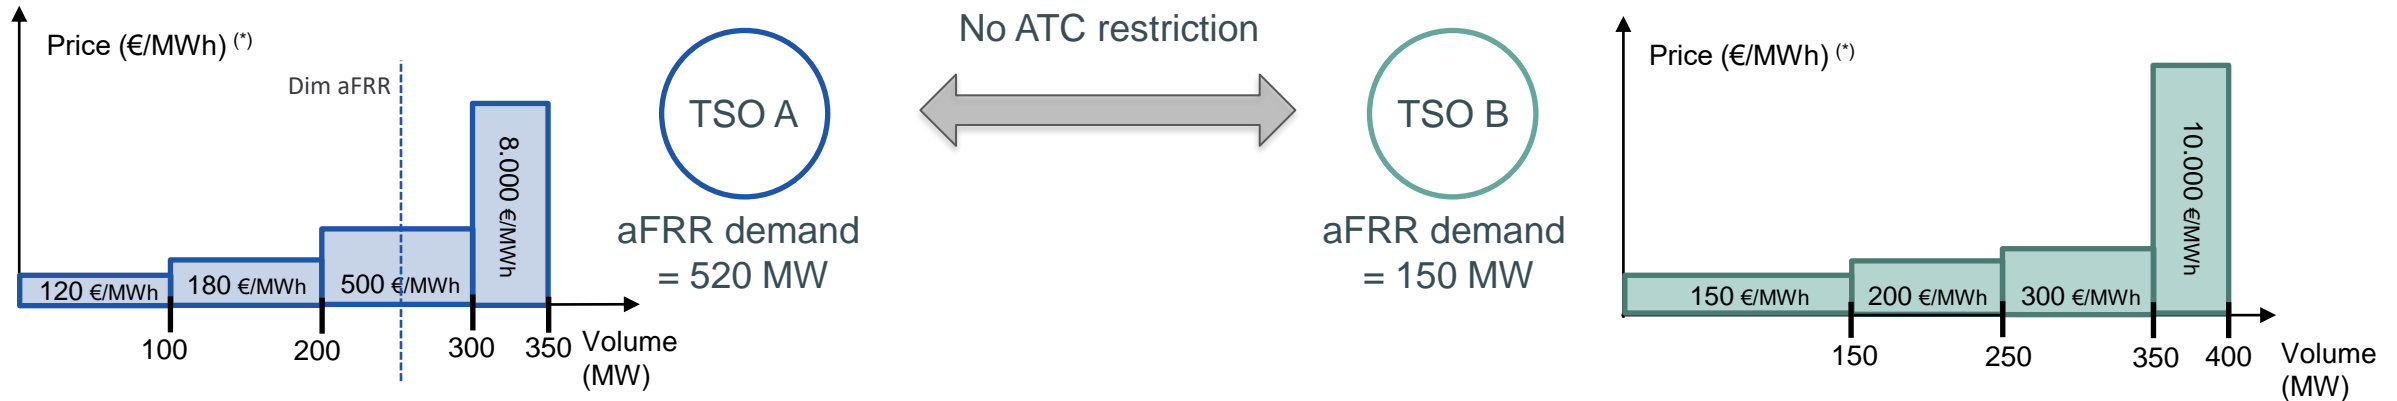 Price (€/MWh) (*)
Dim aFRR
120 €/MWh
180 €/MWh
500 €/MWh
8.000 €/MWh
100
200
300
350
Volume
(MW)
TSO A
aFRR demand
= 520 MW
No ATC restriction
TSO B
aFRR demand
= 150 MW
Price (€/MWh) (*)
150 €/MWh
200 €/MWh
300 €/MWh
10.000 €/MWh
150
250
350
400
Volume
(MW)